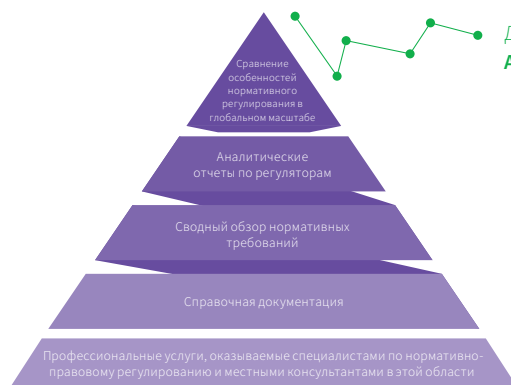 Сравнение
особенностей
нормативного
регулирования в
глобальном масштабе
Аналитические
отчеты по регуляторам
Сводный обзор нормативных
требований
Справочная документация
Профессиональные услуги, оказываемые специалистами по нормативно-
правовому регулированию и местными консультантами в этой области